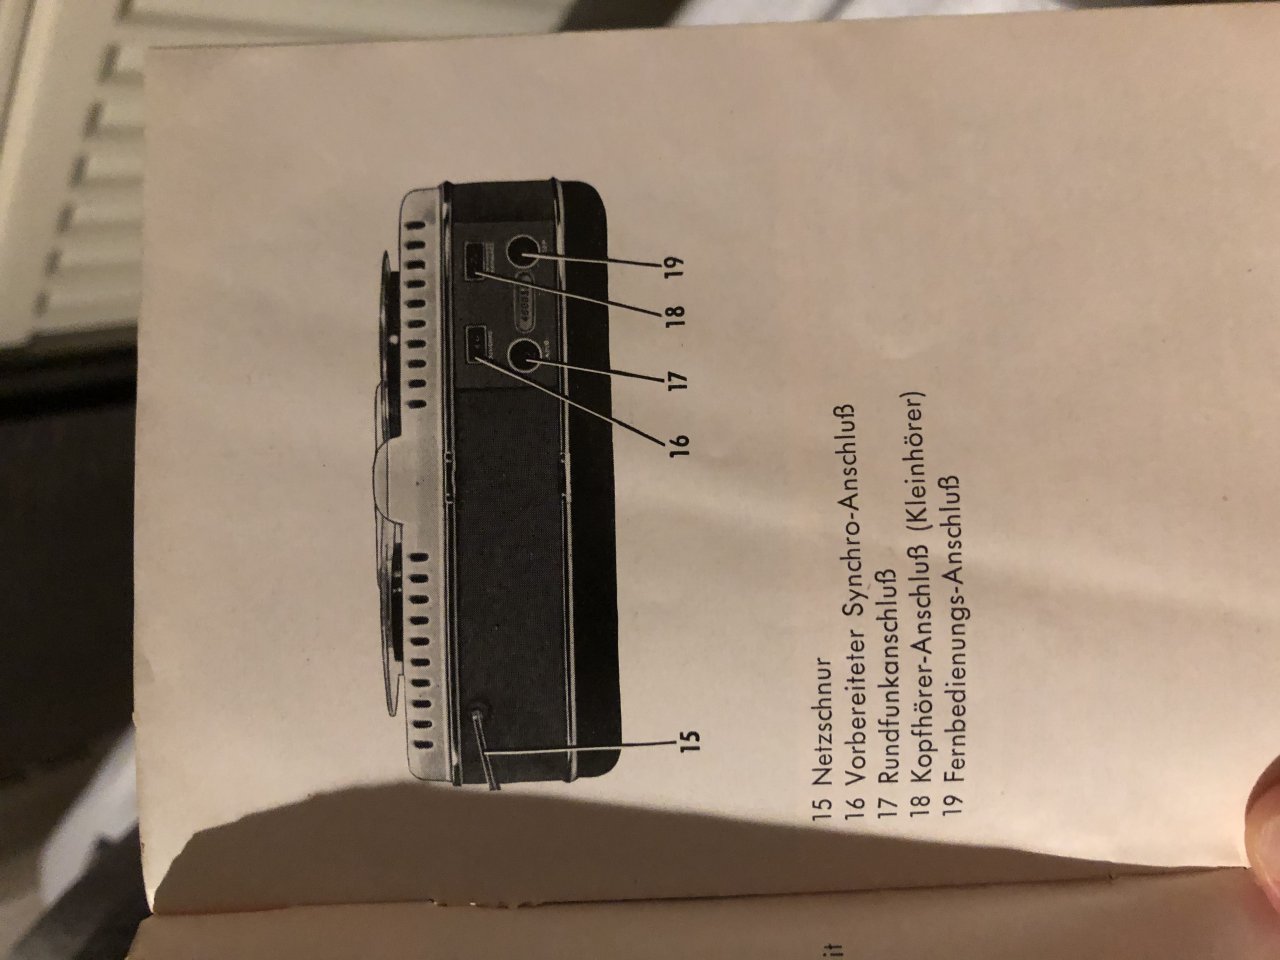 15
16
17
18
19
15 Netzschnur
16 Vorbereiteter Synchro-Anschluß
17 Rundfunkanschluß
18 Kopfhörer-Anschluß (Kleinhörer)
19 Fernbedienungs-Anschluß
it